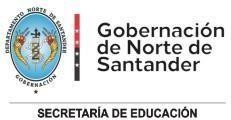 DEPARTAMENTO NORTE DE SANTANDER
GOBERNACIÓN
Gobernación
de Norte de
Santander
SECRETARÍA DE EDUCACIÓN